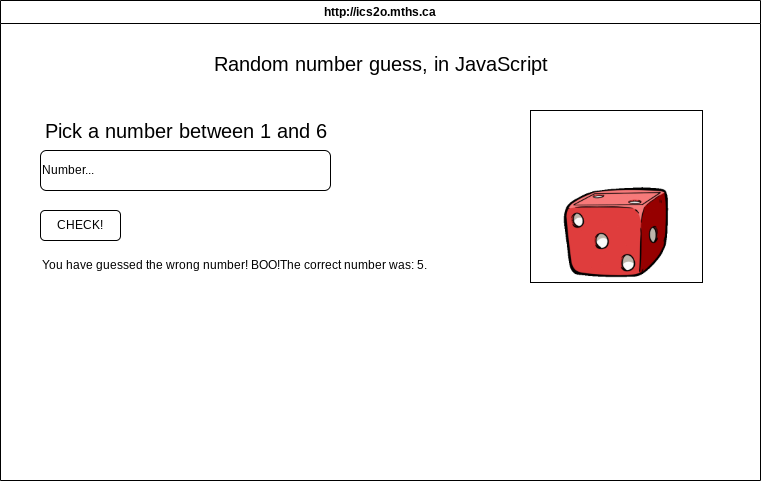 http://ics2o.mths.ca
Random number guess, in JavaScript
Pick a number between 1 and 6
Number...
CHECK!
You have guessed the wrong number! BOO!The correct number was: 5.